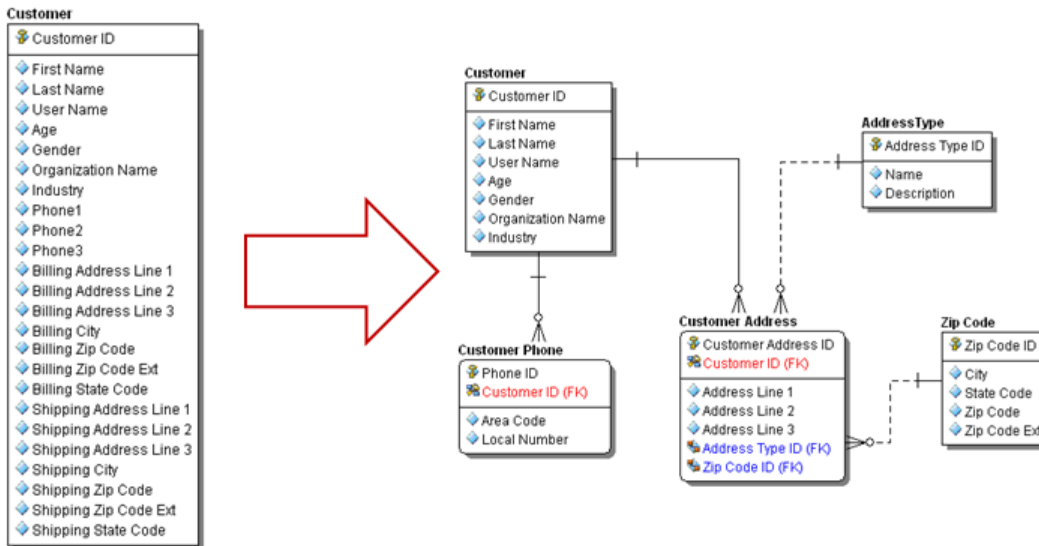 Customer
Customer ID
First Name
Last Name
User Name
Age
Gender
Organization Name
Industry
Phone1
Phone2
Phone3
Billing Address Line 1
Billing Address Line 2
Billing Address Line 3
Billing City
Billing Zip Code
Billing Zip Code Ext
Billing State Code
Shipping Address Line 1
Shipping Address Line 2
Shipping Address Line 3
Shipping City
Shipping Zip Code
Shipping Zip Code Ext
Shipping State Code
Customer
Customer ID
First Name
Last Name
User Name
Age
Gender
Organization Name
Industry
AddressType
Address Type ID
Name
Description
Customer Phone
Phone ID
Customer ID (FK)
Area Code
Local Number
Customer Address
Customer Address ID
Customer ID (FK)
Address Line 1
Address Line 2
Address Line 3
Address Type ID (FK)
Zip Code ID (FK)
Zip Code
Zip Code ID
City
State Code
Zip Code
Zip Code Ext